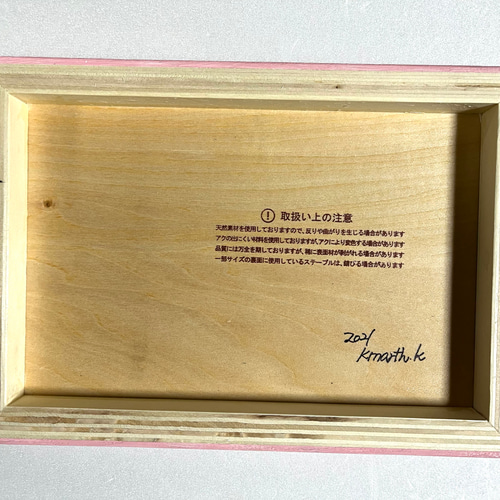 ! 取扱い上の注意
天然素材を使用しておりますので、反りや曲がりを生じる場合があります
アクの出にくい材料を使用しておりますが、アクにより変色する場合があります
品質には万全を期しておりますが、稀に表面材が剥がれる場合があります
一部サイズの裏面に使用しているステープルは、錆びる場合があります
2021